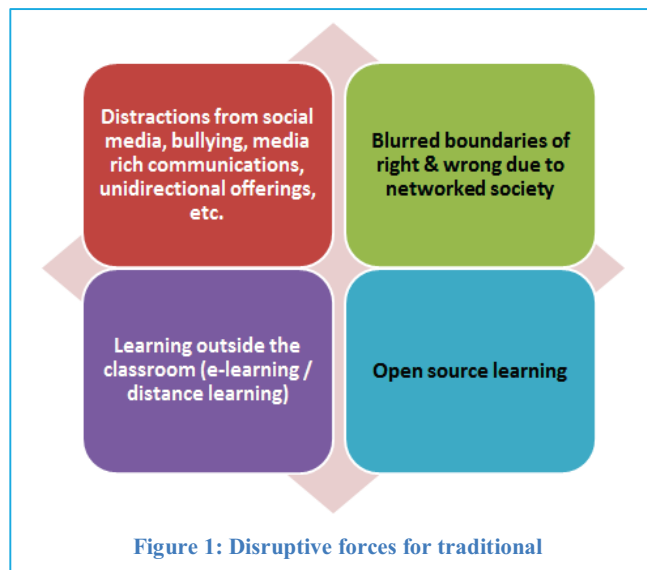 Distractions from social
media, bullying, media
rich communications,
unidirectional offerings,
etc.
Blurred boundaries of
right & wrong due to
networked society
Learning outside the
classroom (e-learning /
distance learning)
Open source learning
Figure 1: Disruptive forces for traditional